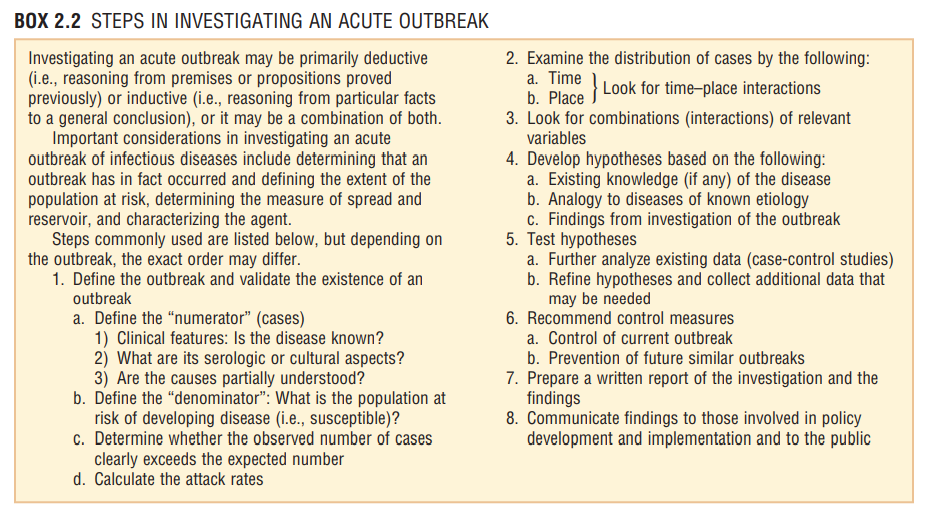 BOX 2.2 STEPS IN INVESTIGATING AN ACUTE OUTBREAK
Investigating an acute outbreak may be primarily deductive
(i.e., reasoning from premises or propositions proved
previously) or inductive (i.e., reasoning from particular facts
to a general conclusion), or it may be a combination of both.
Important considerations in investigating an acute
outbreak of infectious diseases include determining that an
outbreak has in fact occurred and defining the extent of the
population at risk, determining the measure of spread and
reservoir, and characterizing the agent.
Steps commonly used are listed below, but depending on
the outbreak, the exact order may differ.
1. Define the outbreak and validate the existence of an
outbreak
a. Define the “numerator” (cases)
1) Clinical features: Is the disease known?
2) What are its serologic or cultural aspects?
3) Are the causes partially understood?
b. Define the “denominator”: What is the population at
risk of developing disease (i.e., susceptible)?
c. Determine whether the observed number of cases
clearly exceeds the expected number
d. Calculate the attack rates
2. Examine the distribution of cases by the following:
a. Time
b. Place } Look for time–place interactions
3. Look for combinations (interactions) of relevant
variables
4. Develop hypotheses based on the following:
a. Existing knowledge (if any) of the disease
b. Analogy to diseases of known etiology
c. Findings from investigation of the outbreak
5. Test hypotheses
a. Further analyze existing data (case-control studies)
b. Refine hypotheses and collect additional data that
may be needed
6. Recommend control measures
a. Control of current outbreak
b. Prevention of future similar outbreaks
7. Prepare a written report of the investigation and the
findings
8. Communicate findings to those involved in policy
development and implementation and to the public